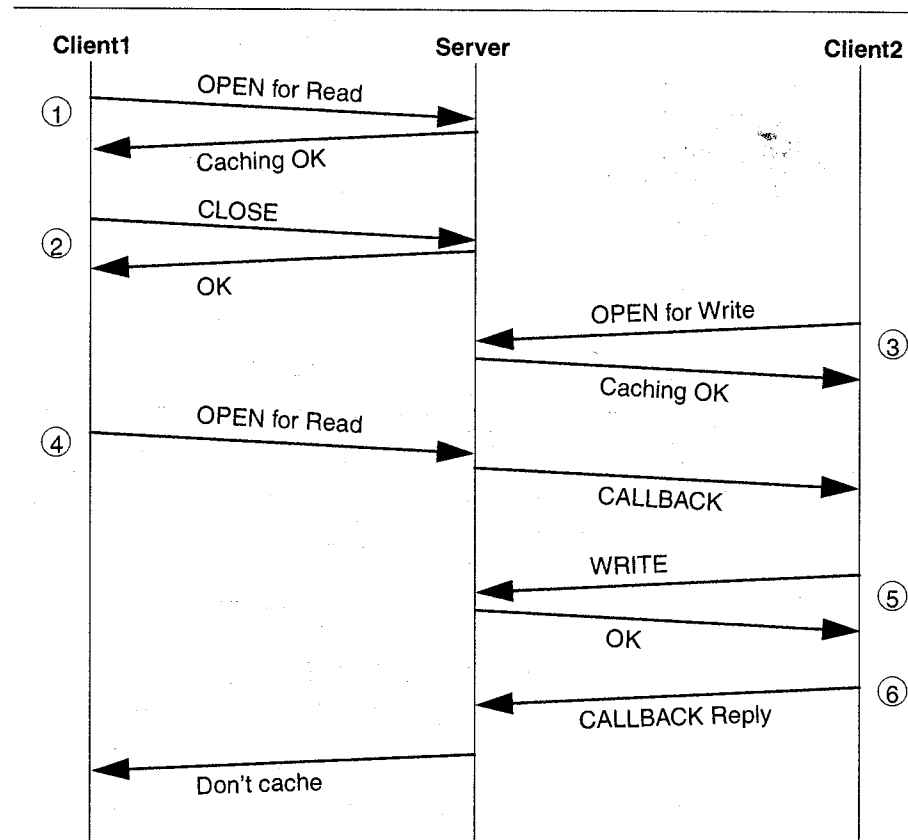 Client1 Server Client2
OPEN for Read
①
Caching OK
CLOSE
②
OK
OPEN for Write
③
Caching OK
OPEN for Read
④
CALLBACK
WRITE
⑤
OK
⑥
CALLBACK Reply
Don't cache